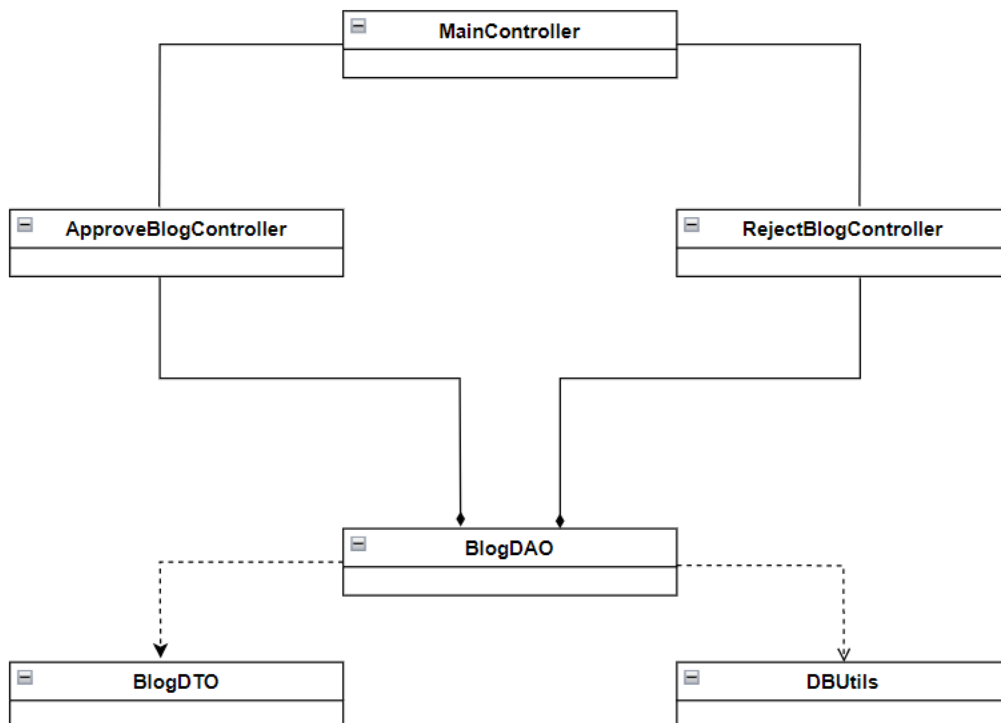 MainController
ApproveBlogController
RejectBlogController
BlogDAO
BlogDTO
DBUtils